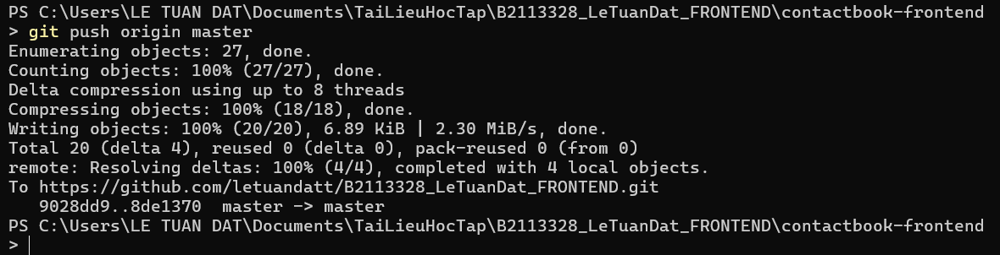 PS C:\Users\LE TUAN DAT\Documents\TaiLieuHocTap\B2113328_LeTuanDat_FRONTEND\contactbook-frontend
> git push origin master
Enumerating objects: 27, done.
Counting objects: 100% (27/27), done.
Delta compression using up to 8 threads
Compressing objects: 100% (18/18), done.
Writing objects: 100% (20/20), 6.89 KiB | 2.30 MiB/s, done.
Total 20 (delta 4), reused 0 (delta 0), pack-reused 0 (from 0)
remote: Resolving deltas: 100% (4/4), completed with 4 local objects.
To https://github.com/letuandatt/B2113328_LeTuanDat_FRONTEND.git
   9028dd9..8de1370  master -> master
PS C:\Users\LE TUAN DAT\Documents\TaiLieuHocTap\B2113328_LeTuanDat_FRONTEND\contactbook-frontend
>